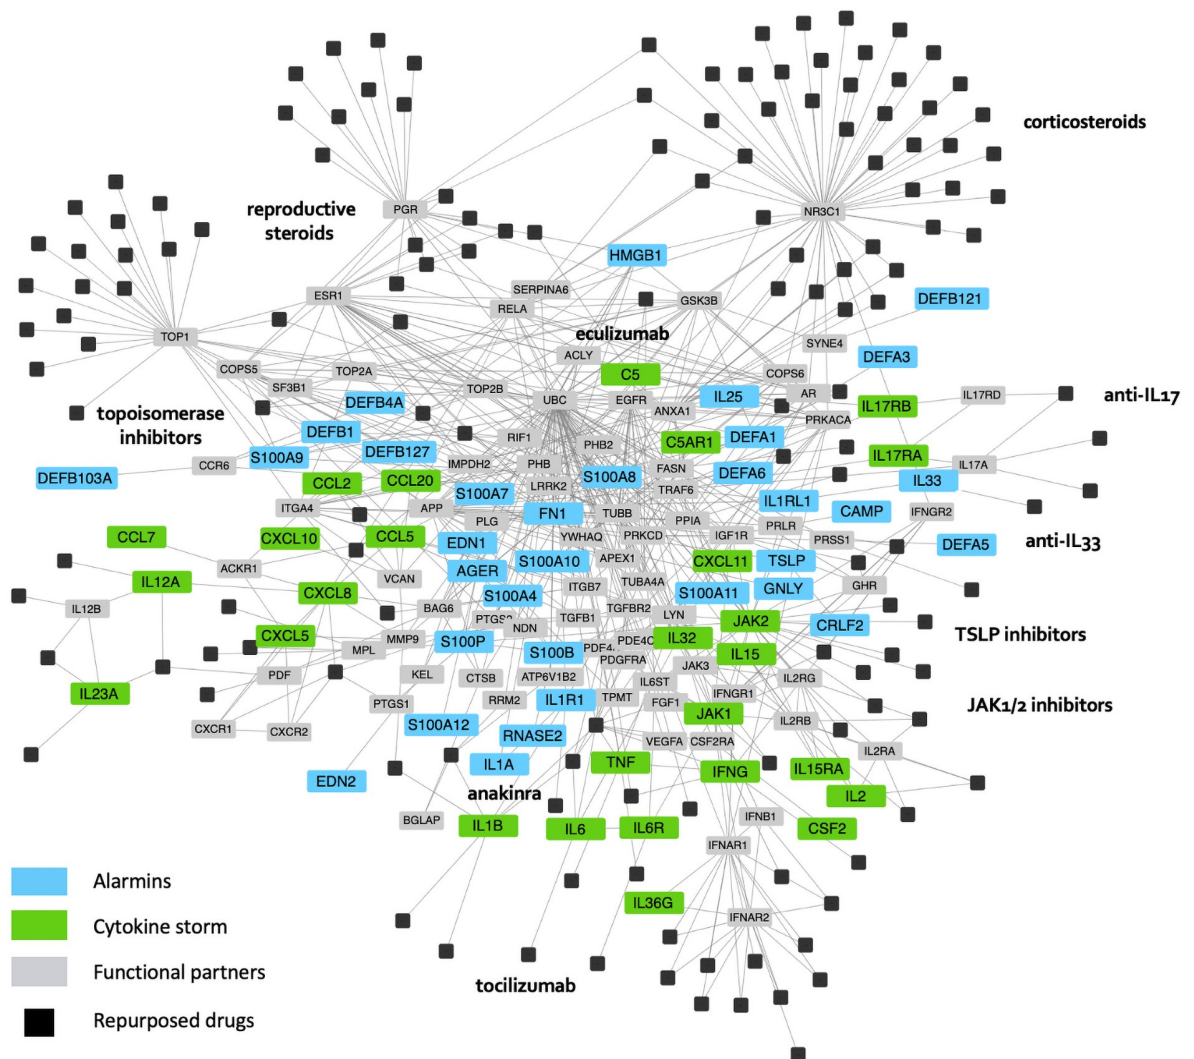 corticosteroids
reproductive
steroids
PGR
NR3C1
HMGB1
SERPINA6
ESR1
RELA
GSK3B
DEFB121
TOP1
eculizumab
SYNE4
ACLY
DEFA3
COPS5
TOP2A
C5
COPS6
SF3B1
TOP2B
UBC
EGFR
IL25
AR
IL17RD
anti-IL17
DEFB4A
ANXA1
IL17RB
topoisomerase
inhibitors
PRKACA
DEFB1
RIF1
PHB2
C5AR1
DEFA1
S100A9
DEFB127
IL17RA
CCR6
IMPDH2
PHB
FASN
IL17A
DEFB103A
S100A8
DEFA6
IL33
CCL2
CCL20
LRRK2
TRAF6
S100A7
IL1RL1
ITGA4
APP
FN1
TUBB
CAMP
IFNGR2
PLG
PPIA
PRLR
CCL7
CXCL10
CCL5
YWHAQ
PRKCD
IGF1R
PRSS1
anti-IL33
EDN1
DEFA5
APEX1
CXCL11
TSLP
ACKR1
AGER
S100A10
IL12A
VCAN
ITGB7
TUBA4A
GNLY
GHR
CXCL8
S100A4
S100A11
IL12B
BAG6
TGFBR2
TGFB1
LYN
JAK2
CRLF2
NDN
CXCL5
MMP9
S100P
PDE4C
IL32
TSLP inhibitors
MPL
S100B
IL15
PDGFRA
JAK3
PDF
KEL
CTSB
ATP6V1B2
IL6ST
IL2RG
IL23A
RRM2
IL1R1
TPMT
FGF1
IFNGR1
PTGS1
JAK1
JAK1/2 inhibitors
CXCR1
CXCR2
S100A12
IL2RB
RNASE2
VEGFA
CSF2RA
IL2RA
IL1A
TNF
IFNG
IL15RA
EDN2
anakinra
IL2
BGLAP
IL1B
IL6
IL6R
IFNB1
CSF2
IFNAR1
Alarmins
IL36G
IFNAR2
Cytokine storm
Functional partners
tocilizumab
Repurposed drugs